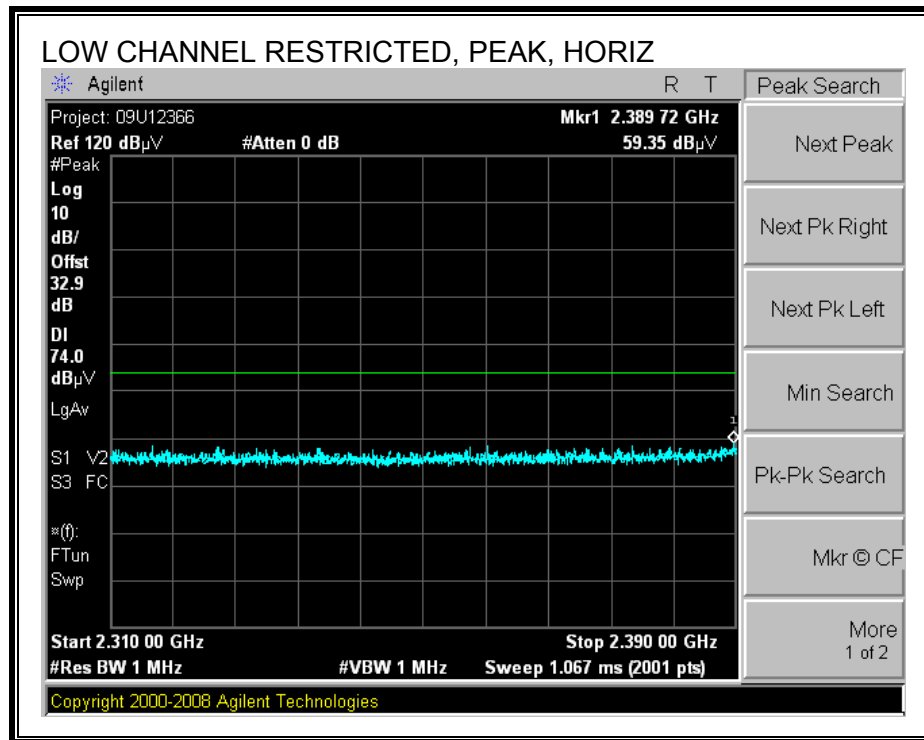 LOW CHANNEL RESTRICTED, PEAK, HORIZ
Agilent R T
Peak Search
Project: 09U12366 Mkr1 2.389 72 GHz
Ref 120 dBµV #Atten 0 dB 59.35 dBµV
#Peak
Log
10
dB/
Offst
32.9
dB
DI
74.0
dBµV
LgAv
1
S1 V2
S3 FC
¤(f):
FTun
Swp
Start 2.310 00 GHz Stop 2.390 00 GHz
#Res BW 1 MHz #VBW 1 MHz Sweep 1.067 ms (2001 pts)
Next Peak
Next Pk Right
Next Pk Left
Min Search
Pk-Pk Search
Mkr © CF
More
1 of 2
Copyright 2000-2008 Agilent Technologies